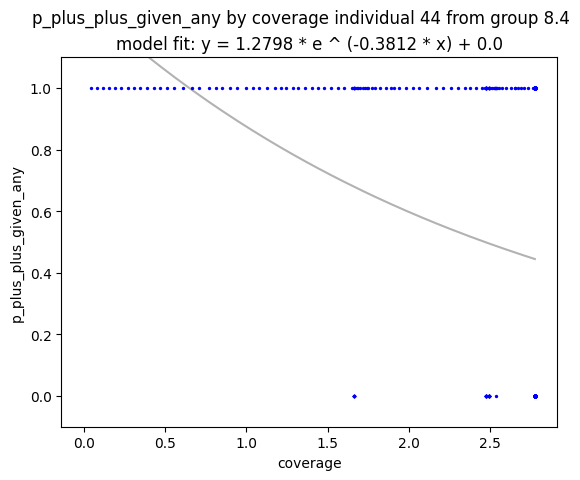 p_plus_plus_given_any by coverage individual 44 from group 8.4
model fit: y = 1.2798 * e ^ (-0.3812 * x) + 0.0
p_plus_plus_given_any
1.0
0.8
0.6
0.4
0.2
0.0
0.0 0.5 1.0 1.5 2.0 2.5
coverage